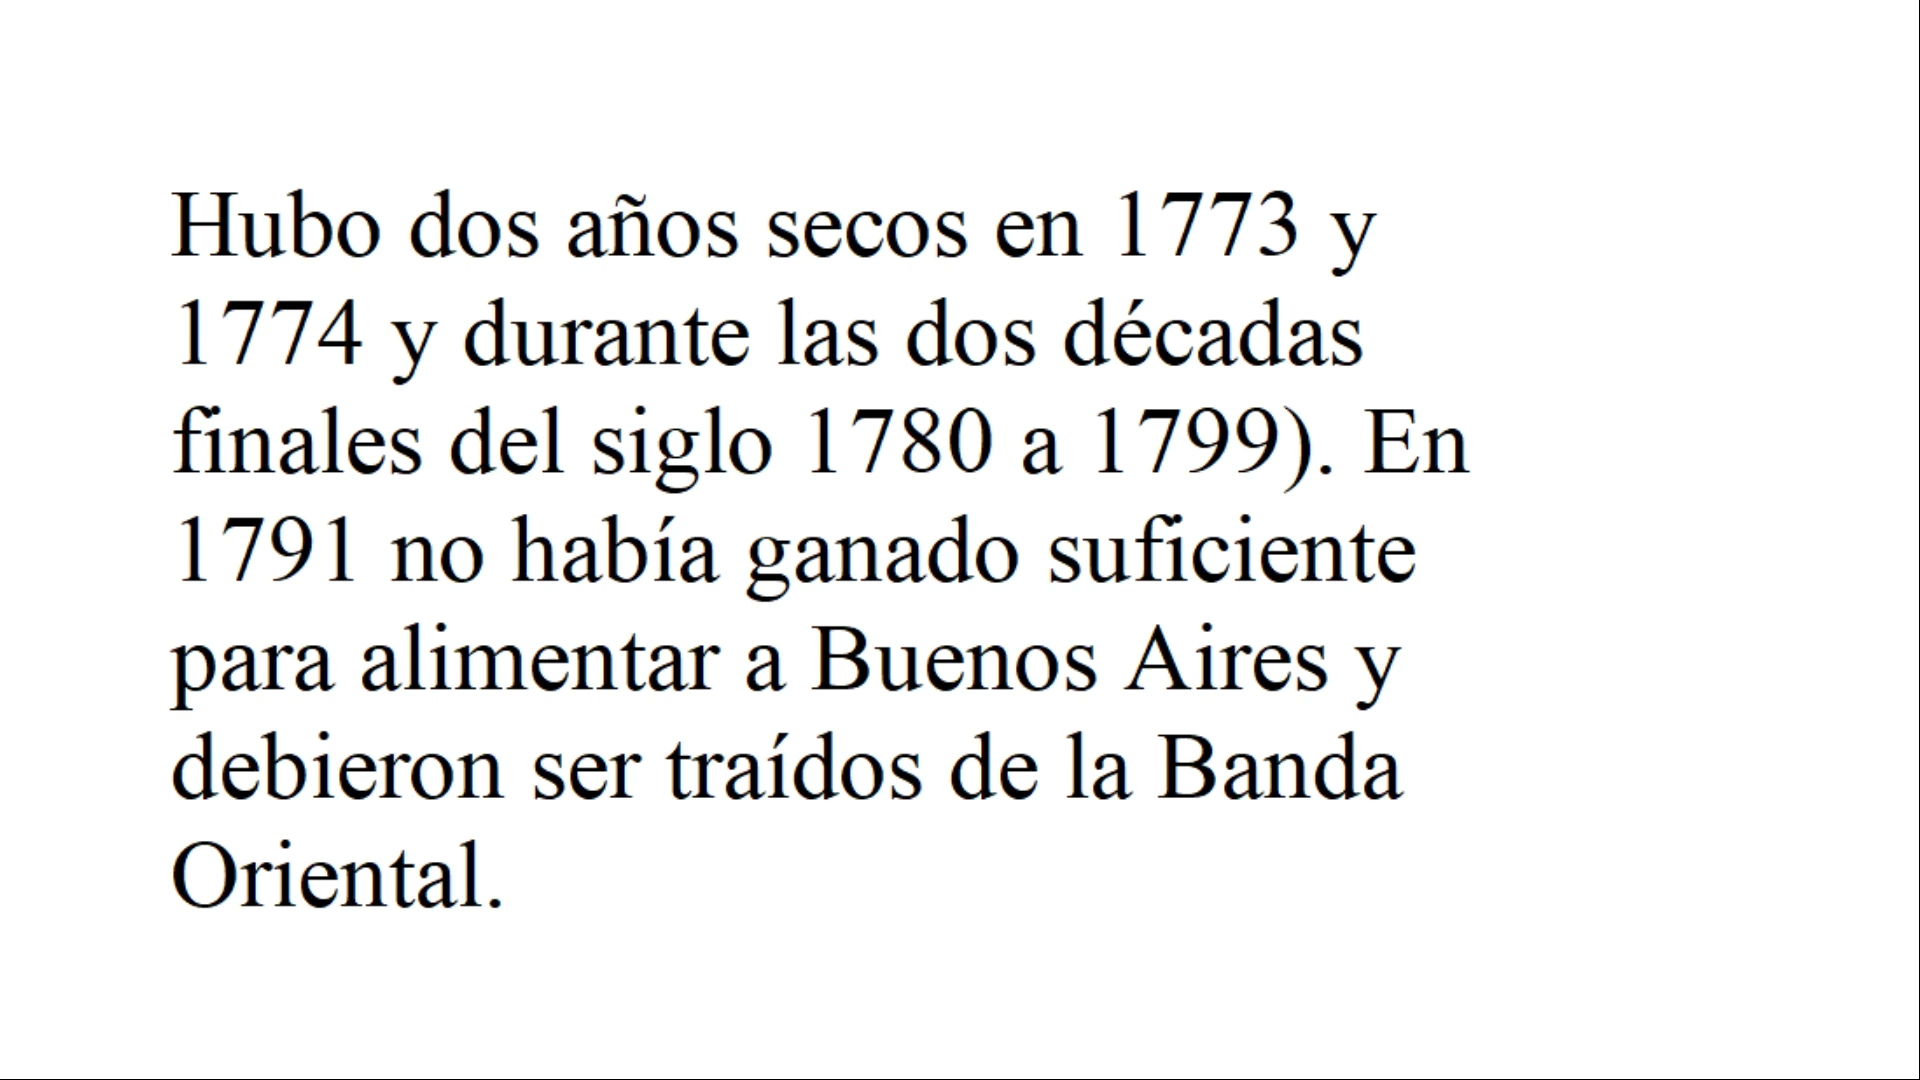 Hubo dos años secos en 1773 y
1774 y durante las dos décadas
finales del siglo 1780 a 1799). En
1791 no había ganado suficiente
para alimentar a Buenos Aires y
debieron ser traídos de la Banda
Oriental.